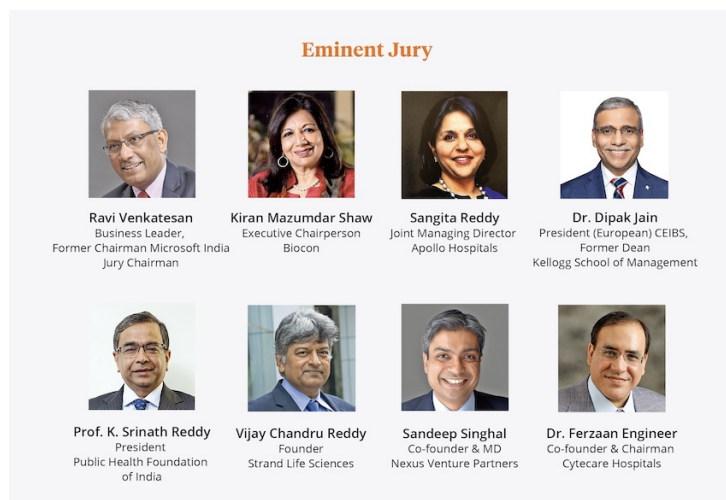 Eminent Jury
Ravi Venkatesan
Business Leader,
Former Chairman Microsoft India
Jury Chairman
Kiran Mazumdar Shaw
Executive Chairperson
Biocon
Sangita Reddy
Joint Managing Director
Apollo Hospitals
Dr. Dipak Jain
President (European) CEIBS,
Former Dean
Kellogg School of Management
Prof. K. Srinath Reddy
President
Public Health Foundation
of India
Vijay Chandru Reddy
Founder
Strand Life Sciences
Sandeep Singhal
Co-founder & MD
Nexus Venture Partners
Dr. Ferzaan Engineer
Co-founder & Chairman
Cytecare Hospitals